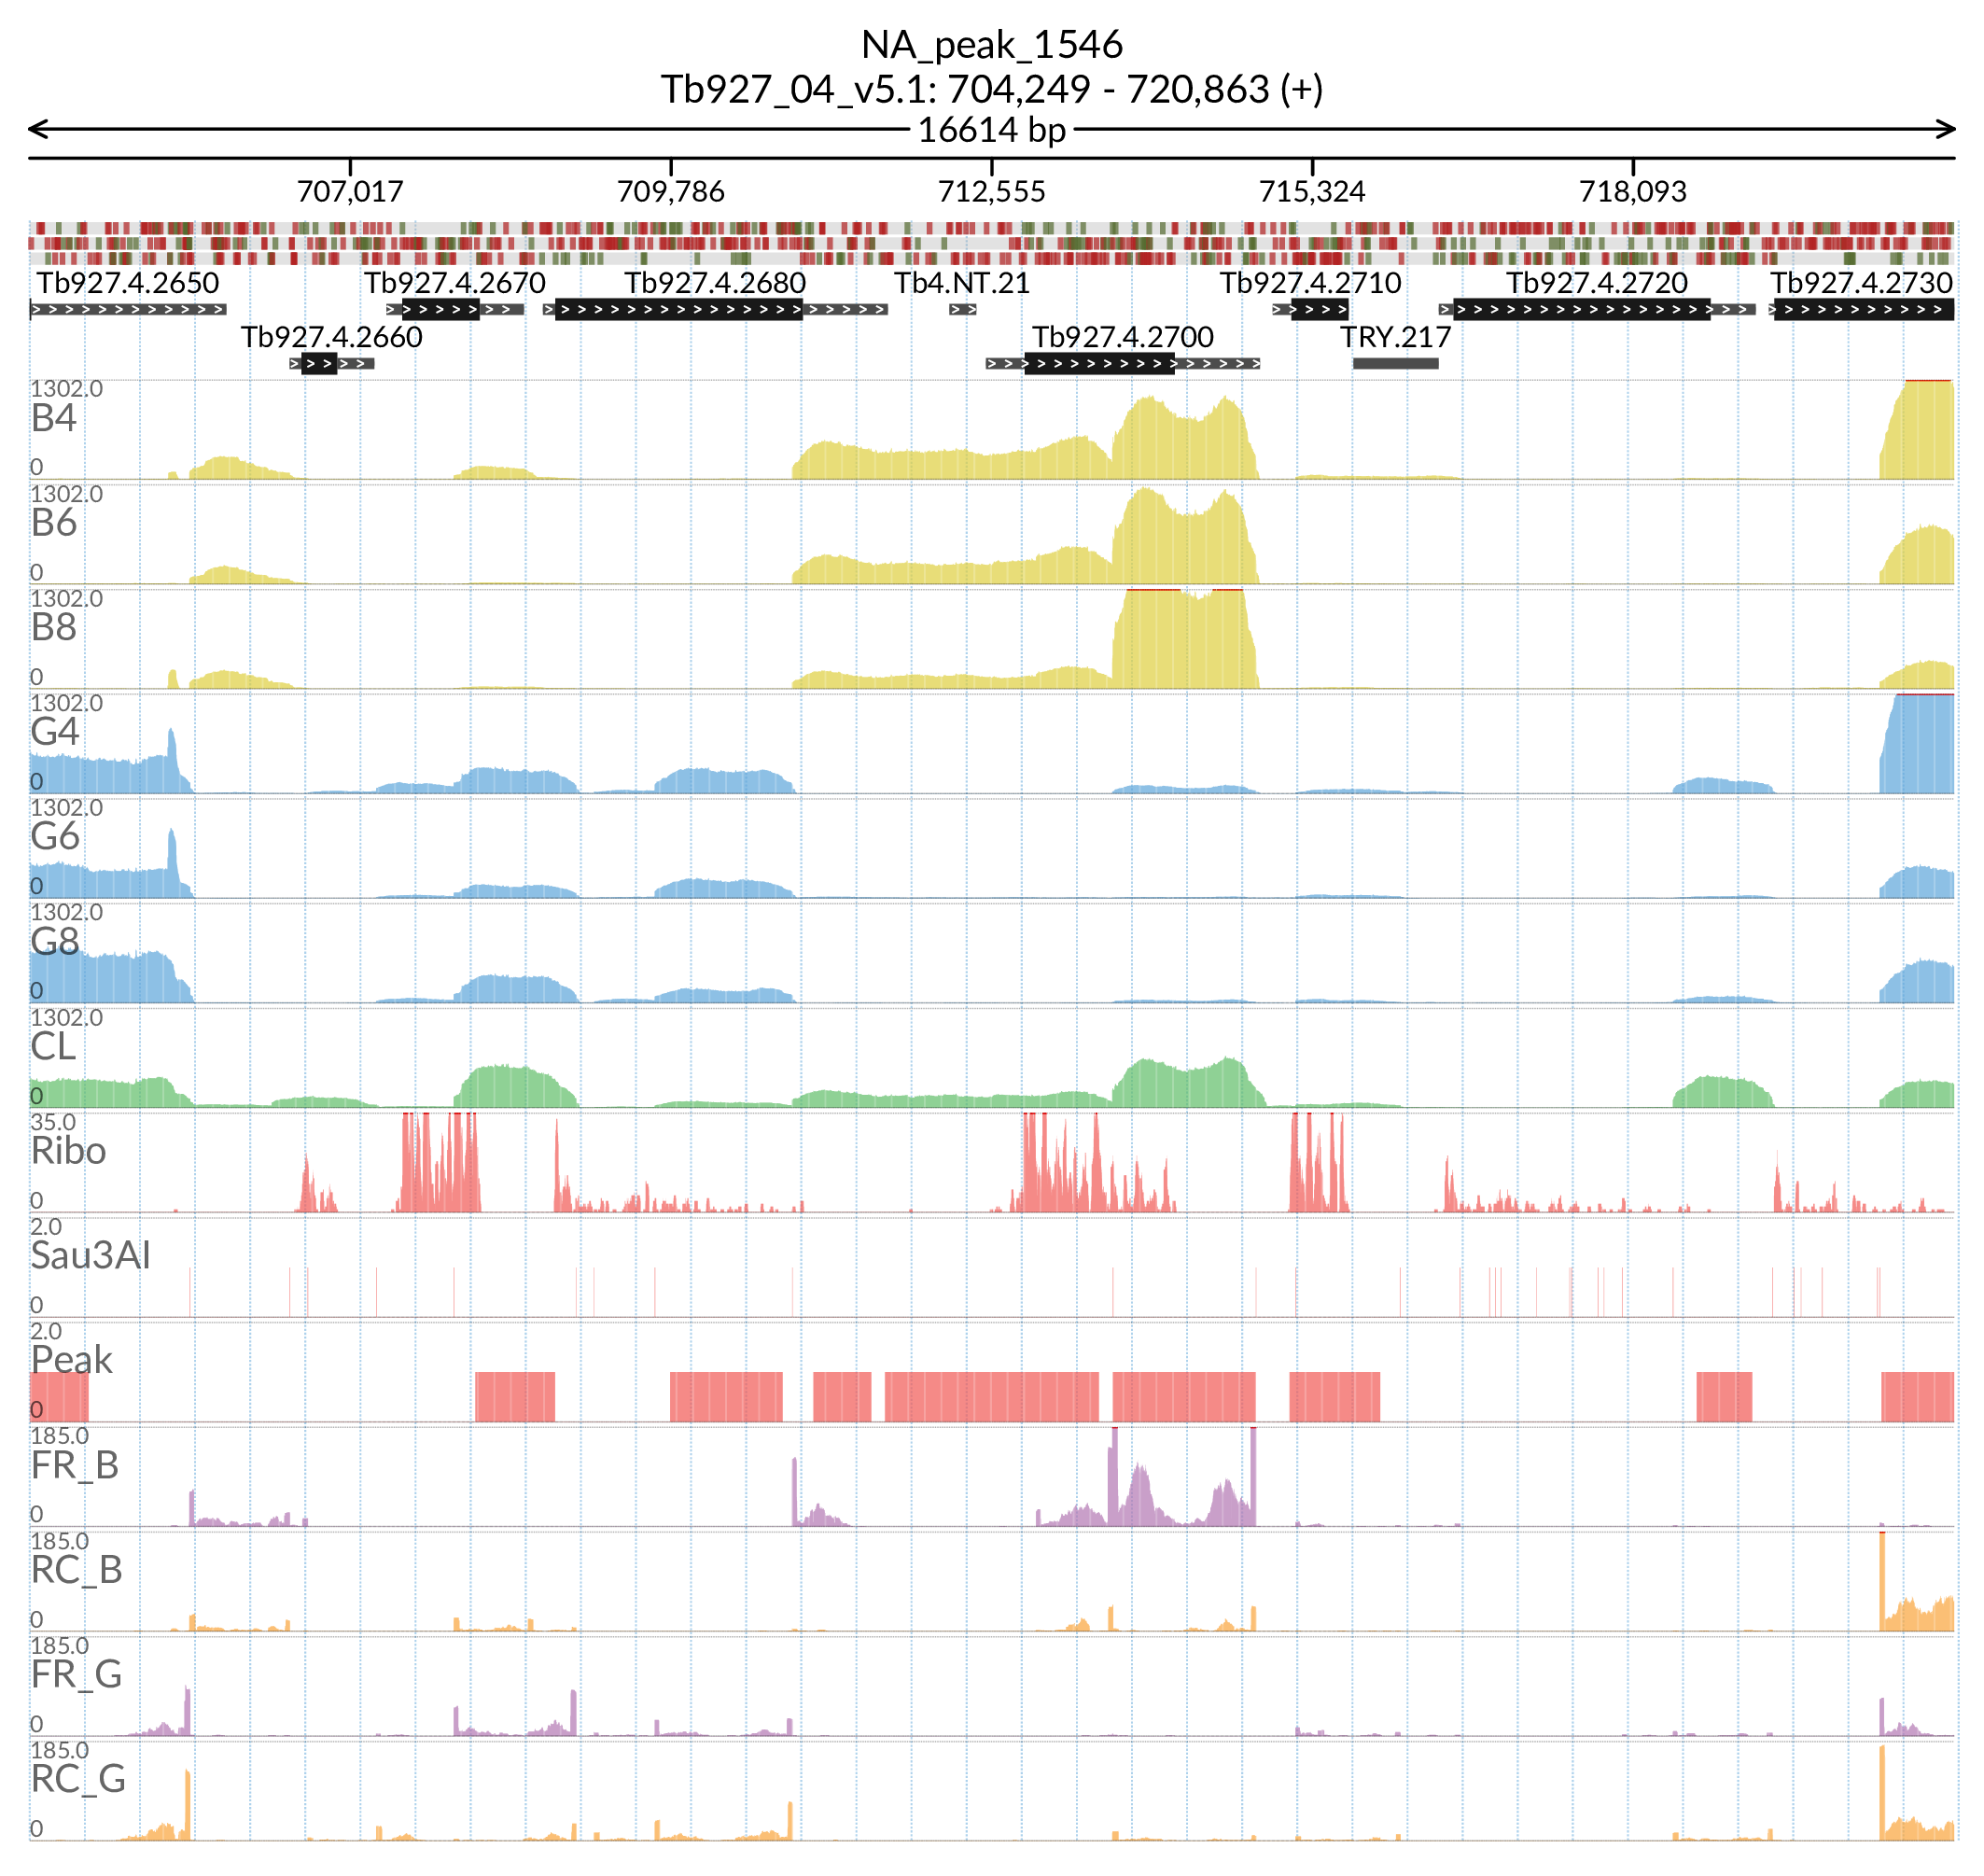 NA_peak_1546
Tb927_04_v5.1: 704,249 - 720,863 (+)
16614 bp
707,017 709,786 712,555 715,324 718,093
Tb927.4.2650 Tb927.4.2670 Tb927.4.2680 Tb4.NT.21 Tb927.4.2710 Tb927.4.2720 Tb927.4.2730
Tb927.4.2660 Tb927.4.2700 TRY.217
1302.0
B4
0
1302.0
B6
0
1302.0
B8
0
1302.0
G4
0
1302.0
G6
0
1302.0
G8
0
1302.0
CL
0
35.0
Ribo
0
2.0
Sau3AI
0
2.0
Peak
0
185.0
FR_B
0
185.0
RC_B
0
185.0
FR_G
0
185.0
RC_G
0